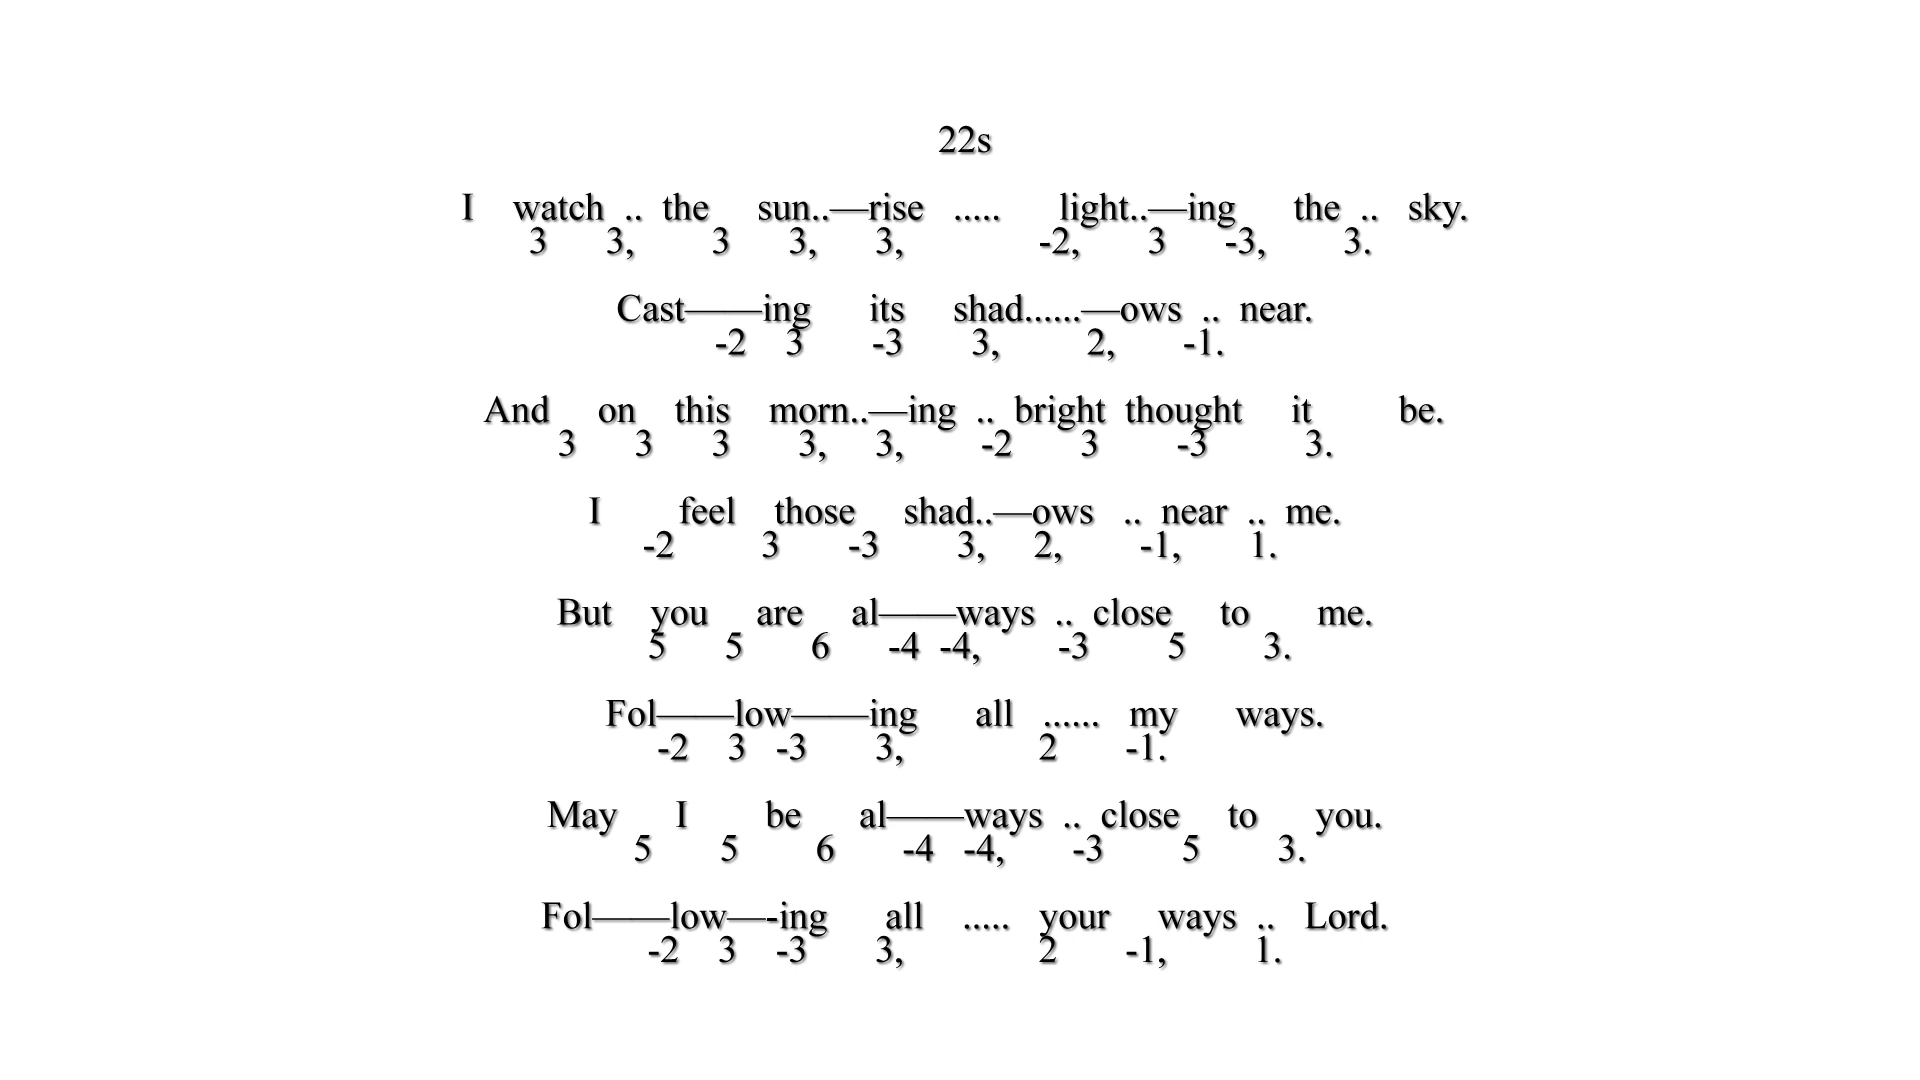 22s
I watch .. the sun..—rise ..... light..—ing the .. sky.
3 3, 3 3, 3, -2, 3 -3, 3.
Cast——ing its shad......—ows .. near.
-2 3 -3 3, 2, -1.
And on this morn..—ing .. bright thought it be.
3 3 3 3, 3, -2 3 -3 3.
I feel those shad..—ows .. near .. me.
-2 3 -3 3, 2, -1, 1.
But you are al——ways .. close to me.
5 5 6 -4 -4, -3 5 3.
Fol——low——ing all ...... my ways.
-2 3 -3 3, 2 -1.
May I be al——ways .. close to you.
5 5 6 -4 -4, -3 5 3.
Fol——low—-ing all ..... your ways .. Lord.
-2 3 -3 3, 2 -1, 1.